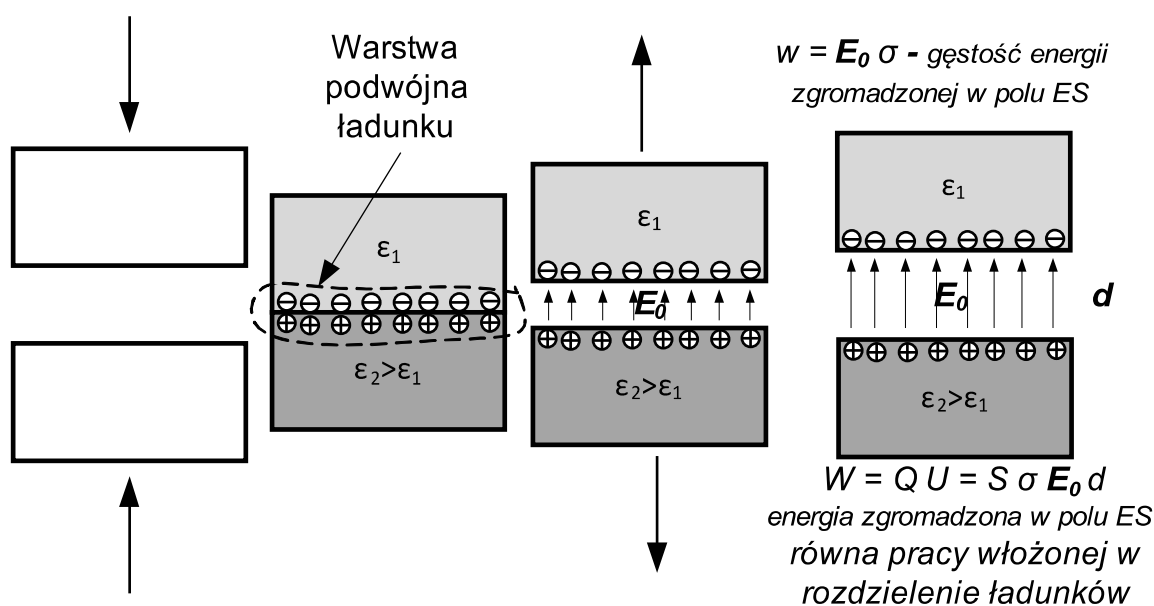 Warstwa
podwójna
ładunku
w = E₀ σ - gęstość energii
zgromadzonej w polu ES
ε₁
ε₂>ε₁
ε₁
E₀
ε₂>ε₁
ε₁
E₀
d
ε₂>ε₁
W = Q U = S σ E₀ d
energia zgromadzona w polu ES
równa pracy włożonej w
rozdzielenie ładunków